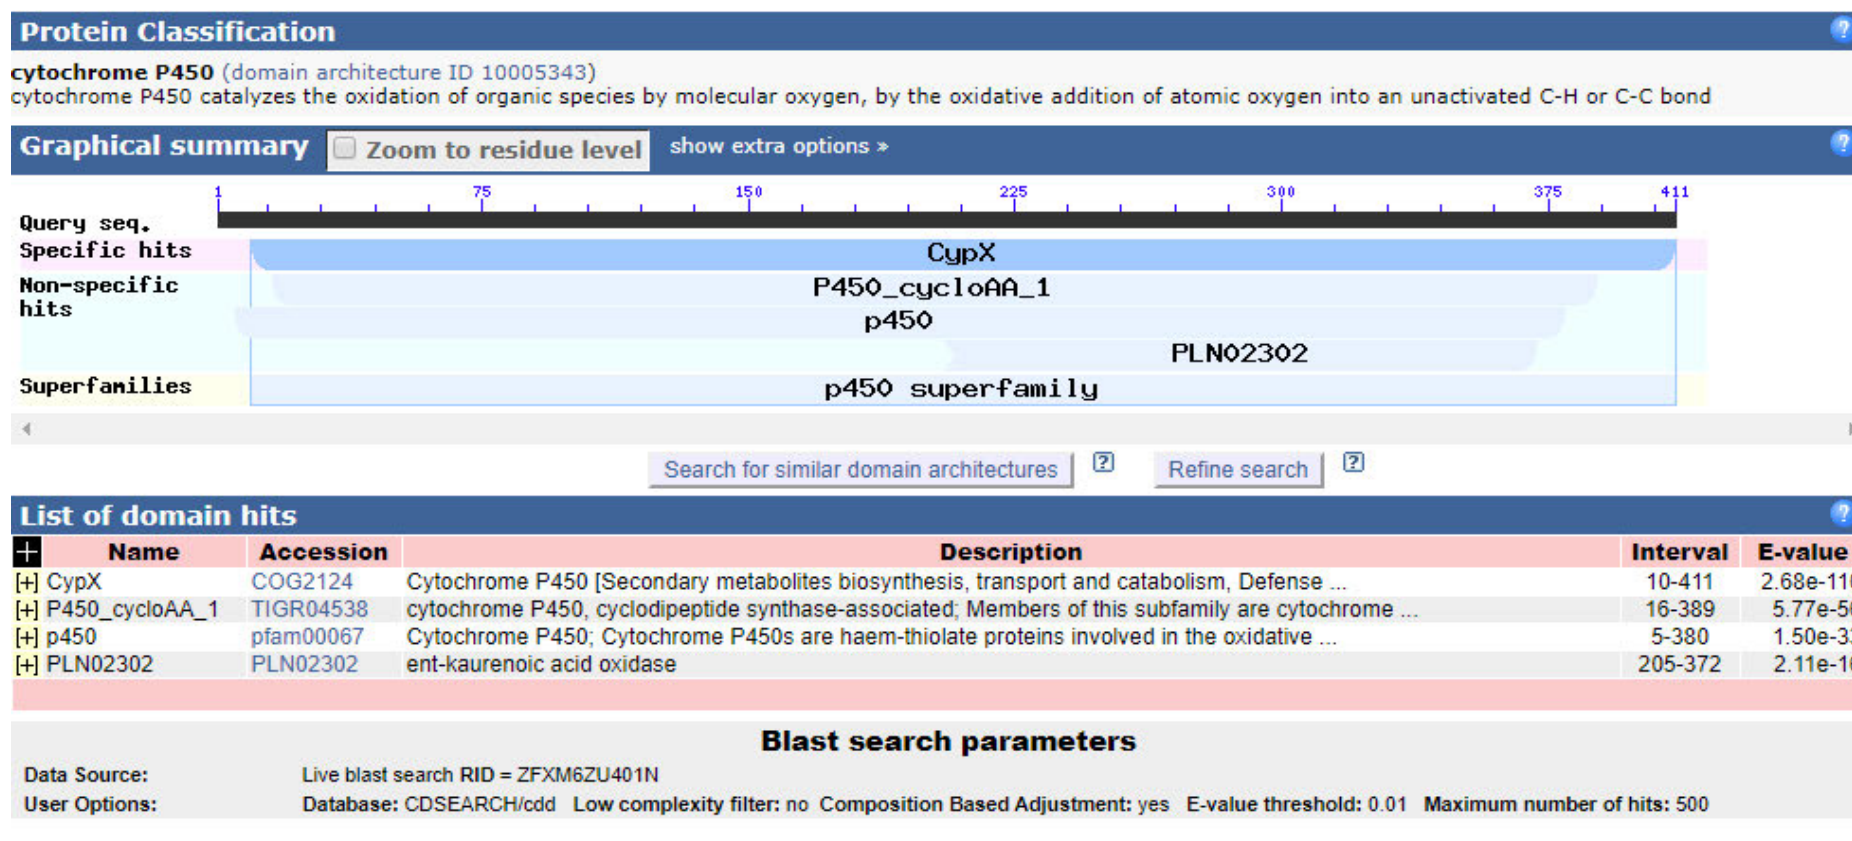 Protein Classification
cytochrome P450 (domain architecture ID 10005343)
cytochrome P450 catalyzes the oxidation of organic species by molecular oxygen, by the oxidative addition of atomic oxygen into an unactivated C-H or C-C bond
Graphical summary Zoom to residue level show extra options »
1 75 150 225 300 375 411
Query seq.
Specific hits CypX
Non-specific hits P450_cycloAA_1
p450
PLN02302
Superfamilies p450 superfamily
Search for similar domain architectures ? Refine search ?
List of domain hits
+ Name Accession Description Interval E-value
[+] CypX COG2124 Cytochrome P450 [Secondary metabolites biosynthesis, transport and catabolism, Defense ... 10-411
[+] P450_cycloAA_1 TIGR04538 cytochrome P450, cyclodipeptide synthase-associated; Members of this subfamily are cytochrome ... 16-389
[+] p450 pfam00067 Cytochrome P450; Cytochrome P450s are haem-thiolate proteins involved in the oxidative ... 5-380
[+] PLN02302 PLN02302 ent-kaurenoic acid oxidase 205-372
Blast search parameters
Data Source: Live blast search RID = ZFXM6ZU401N
User Options: Database: CDSEARCH/cdd Low complexity filter: no Composition Based Adjustment: yes E-value threshold: 0.01 Maximum number of hits: 500